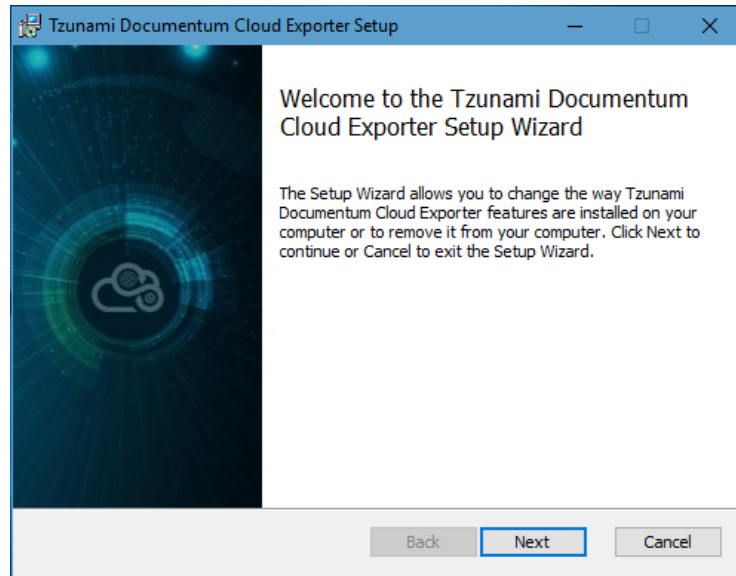 Tzunami Documentum Cloud Exporter Setup
Welcome to the Tzunami Documentum
Cloud Exporter Setup Wizard
The Setup Wizard allows you to change the way Tzunami
Documentum Cloud Exporter features are installed on your
computer or to remove it from your computer. Click Next to
continue or Cancel to exit the Setup Wizard.
Back Next Cancel